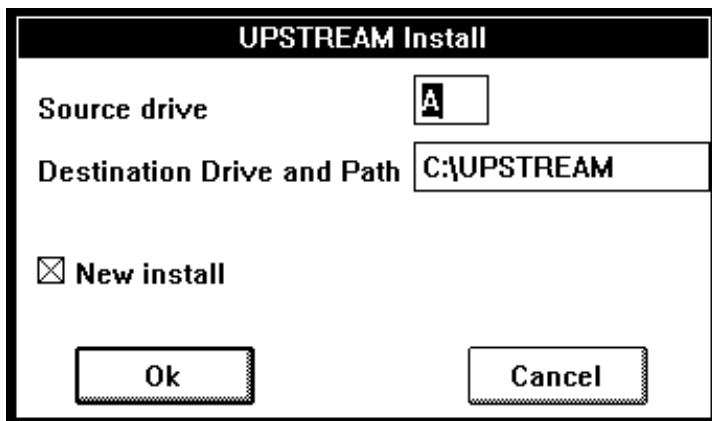 UPSTREAM Install
Source drive A
Destination Drive and Path C:\UPSTREAM
New install
Ok Cancel